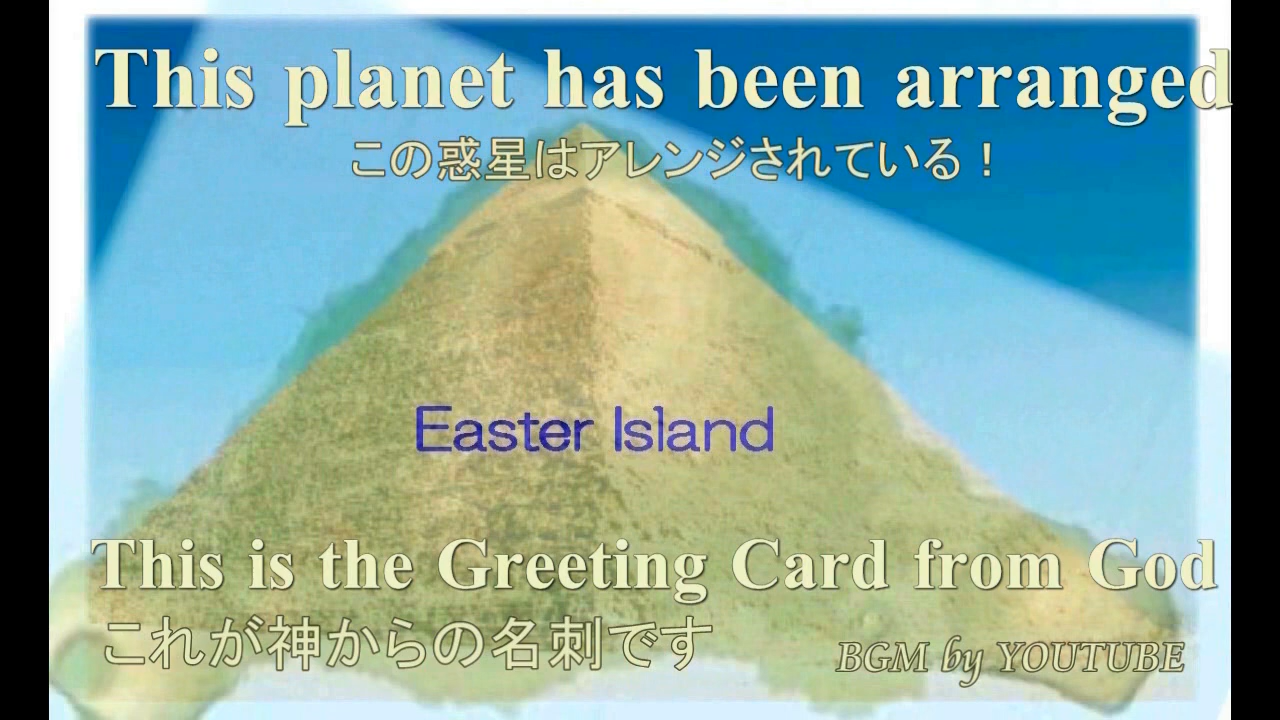 This planet has been arranged
この惑星はアレンジされている！
Easter Island
This is the Greeting Card from God
これが神からの名刺です
BGM by YOUTUBE